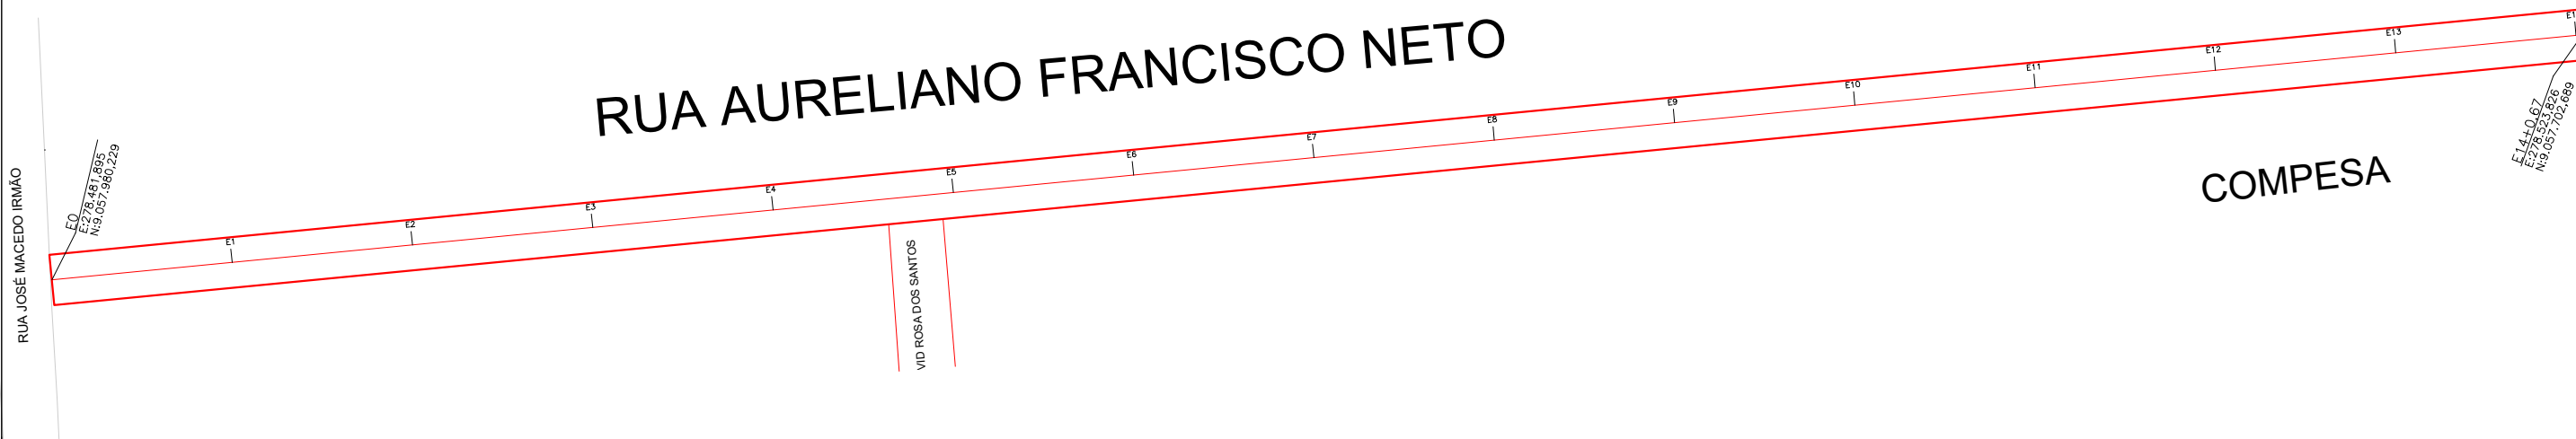 RUA AURELIANO FRANCISCO NETO
RUA JOSÉ MACEDO IRMÃO
E0
E:278.481,895
N:9.057.980,229
E1
E2
E3
E4
E5
E6
E7
E8
E9
E10
E11
E12
E13
E14+0,67
E:278.523,826
N:9.057.702,689
VID ROSA DOS SANTOS
COMPESA